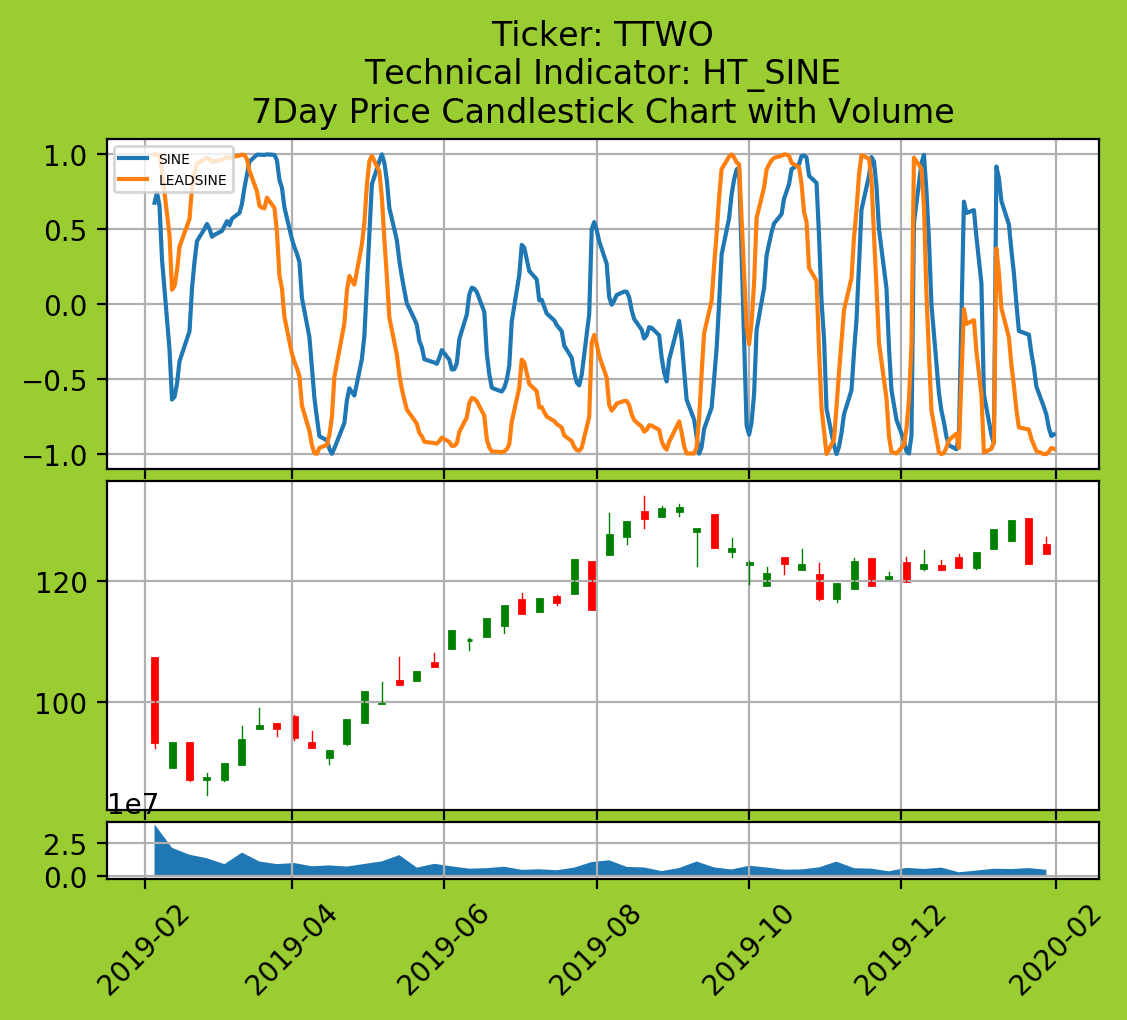 Ticker: TTWO
Technical Indicator: HT_SINE
7Day Price Candlestick Chart with Volume
SINE
LEADSINE
1.0
0.5
0.0
−0.5
−1.0
120
100
1e7
2.5
0.0
2019-02
2019-04
2019-06
2019-08
2019-10
2019-12
2020-02